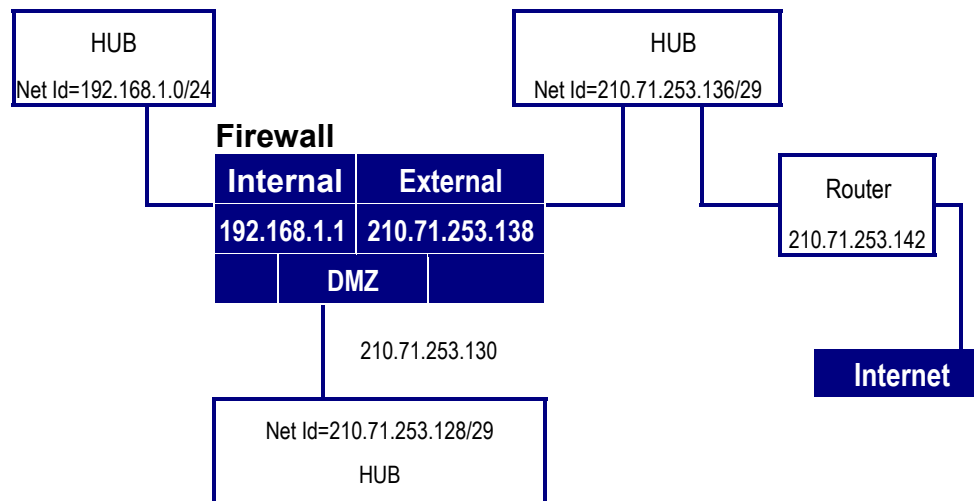 HUB
Net Id=192.168.1.0/24
HUB
Net Id=210.71.253.136/29
Firewall
Internal
External
192.168.1.1
210.71.253.138
DMZ
Router
210.71.253.142
210.71.253.130
Internet
Net Id=210.71.253.128/29
HUB